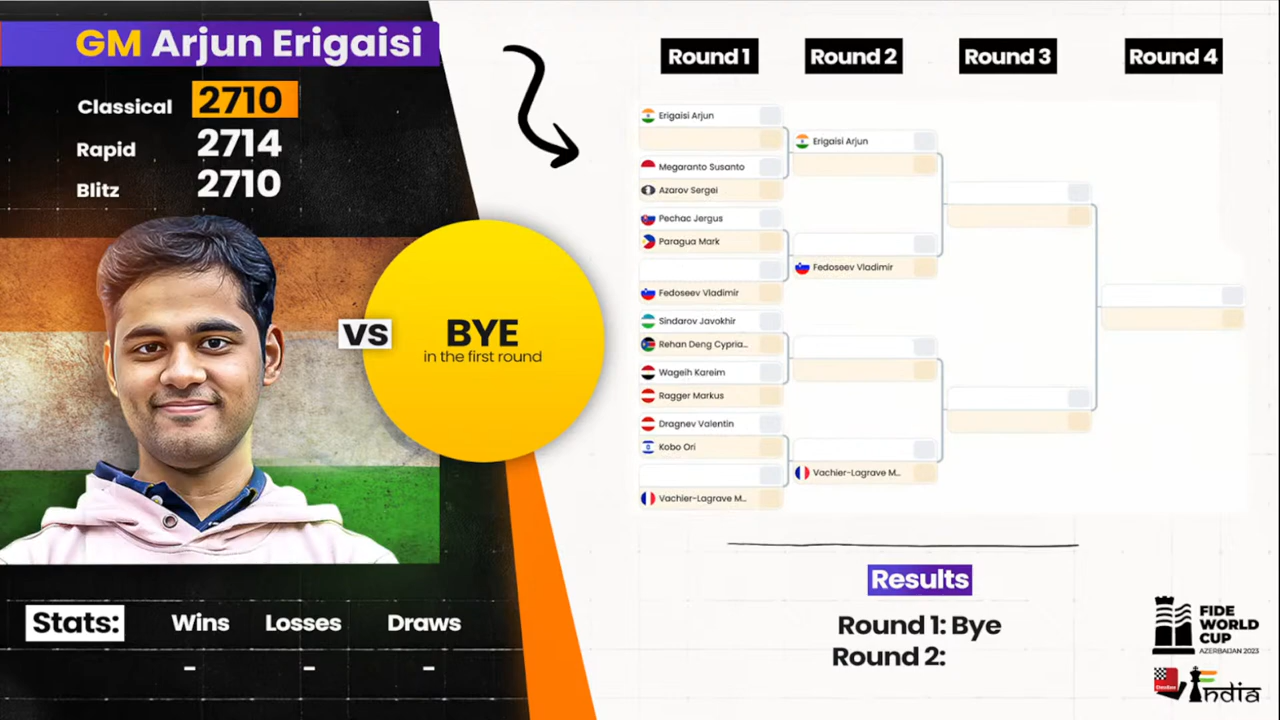 GM Arjun Erigaisi
Classical 2710
Rapid 2714
Blitz 2710
VS
BYE
in the first round
Stats: Wins Losses Draws
- - -
Round 1 Round 2 Round 3 Round 4
Erigaisi Arjun
Megaranto Susanto
Azarov Sergei
Pechac Jergus
Paragua Mark
Fedoseev Vladimir
Sindarov Javokhir
Rehan Deng Cypria..
Wageih Kareim
Ragger Markus
Dragnev Valentin
Kobo Ori
Vachier-Lagrave M..
Erigaisi Arjun
Fedoseev Vladimir
Vachier-Lagrave M..
Results
Round 1: Bye
Round 2:
FIDE
WORLD
CUP
AZERBAIJAN 2023
India